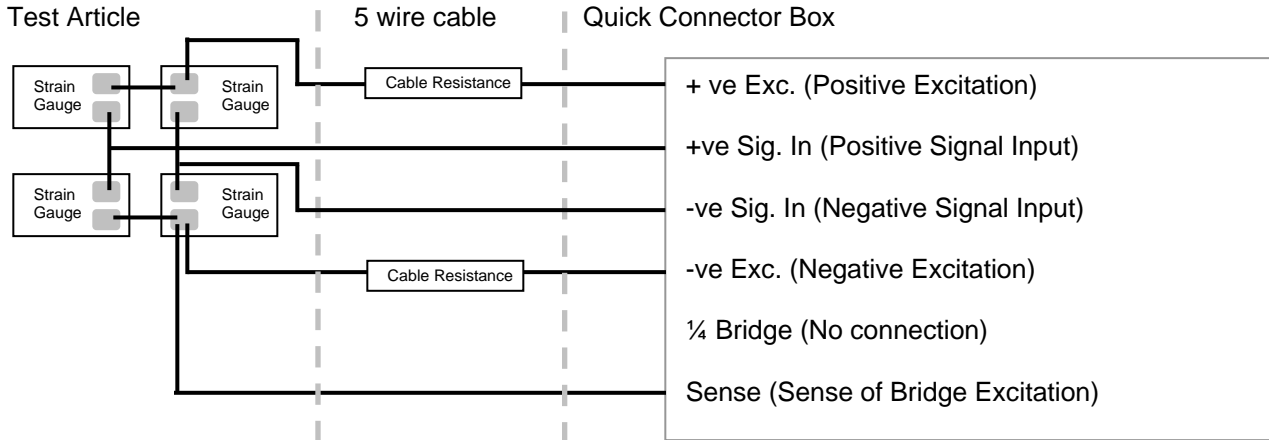 Test Article
5 wire cable
Quick Connector Box
Strain
Gauge
Strain
Gauge
Cable Resistance
+ ve Exc. (Positive Excitation)
+ve Sig. In (Positive Signal Input)
Strain
Gauge
Strain
Gauge
-ve Sig. In (Negative Signal Input)
Cable Resistance
-ve Exc. (Negative Excitation)
¼ Bridge (No connection)
Sense (Sense of Bridge Excitation)